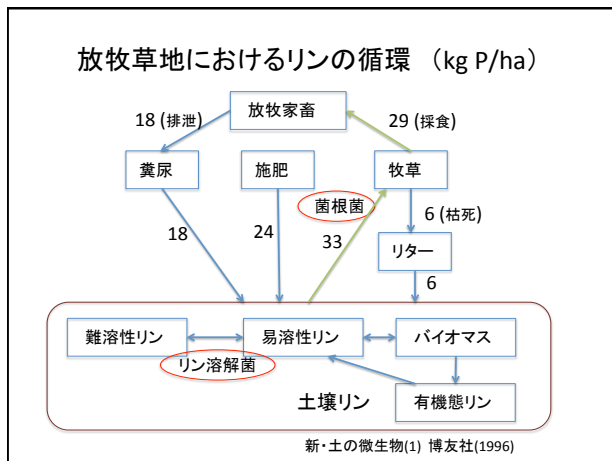 放牧草地におけるリンの循環 (kg P/ha)
放牧家畜
18 (排泄)
29 (採食)
糞尿
施肥
牧草
菌根菌
6 (枯死)
18
24
33
リター
6
難溶性リン
易溶性リン
バイオマス
リン溶解菌
土壌リン
有機態リン
新・土の微生物(1) 博友社(1996)